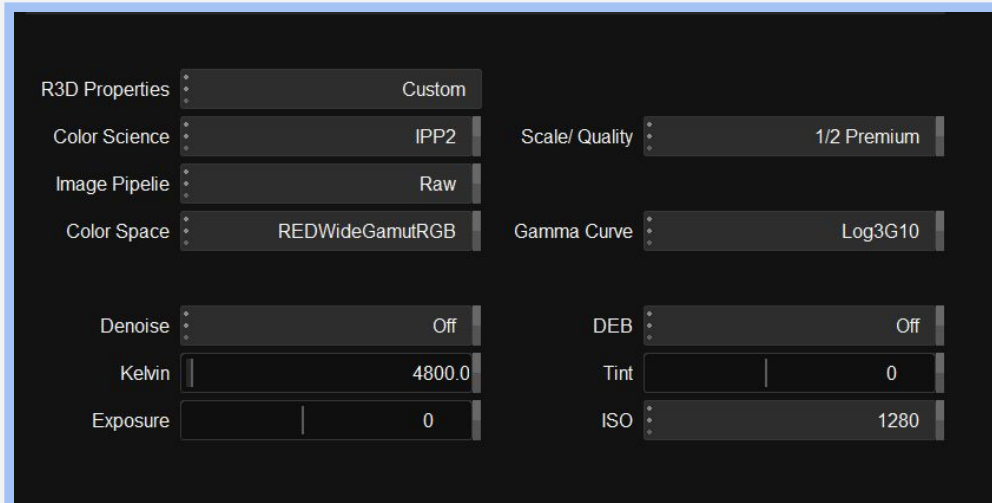 R3D Properties Custom
Color Science IPP2 Scale/ Quality 1/2 Premium
Image Pipelie Raw
Color Space REDWideGamutRGB Gamma Curve Log3G10
Denoise Off DEB Off
Kelvin 4800.0 Tint 0
Exposure 0 ISO 1280